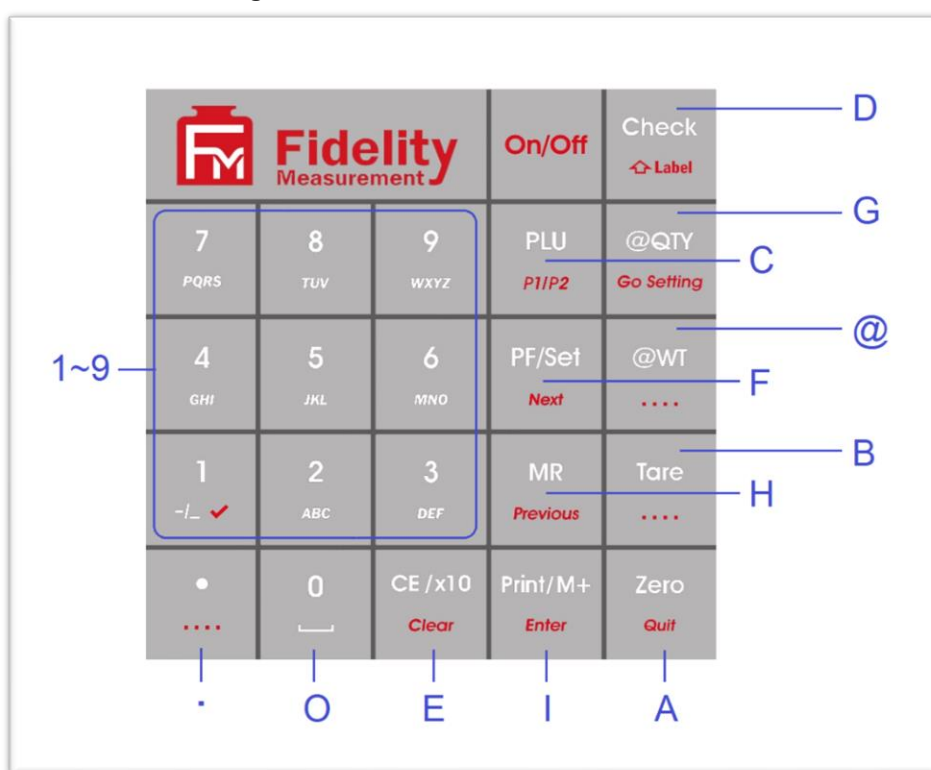 D
FM Fidelity Measurement On/Off Check
Label
G
7 8 9 PLU @QTY
C
PQRS TUV WXYZ P1/P2 Go Setting
@
1~9 4 5 6 PF/Set @WT
F
GHI JKL MNO Next ....
B
1 2 3 MR Tare
H
-/_ ✓ ABC DEF Previous ....
• 0 CE/x10 Print/M+ Zero
.... Clear Enter Quit
. O E I A